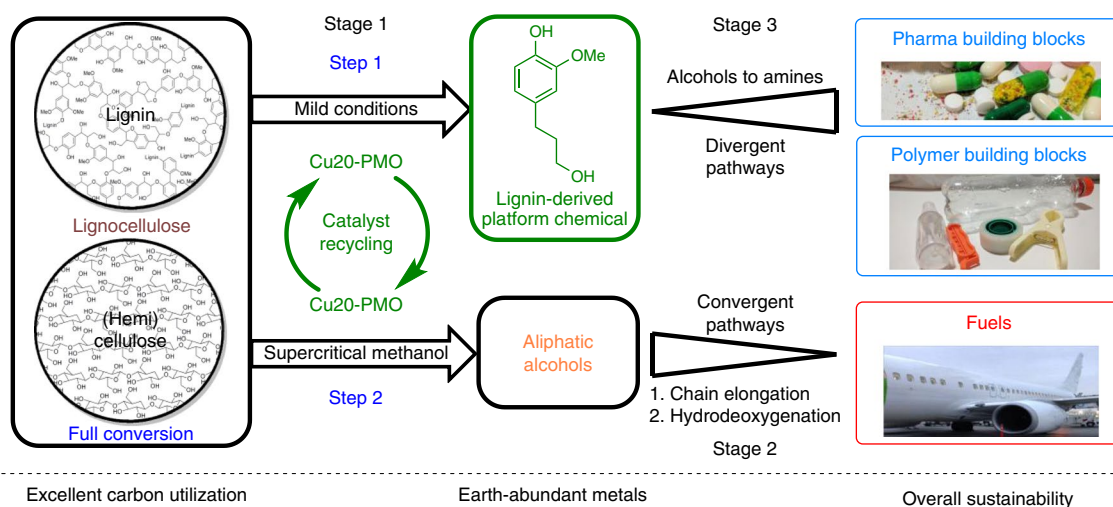 Stage 1
Stage 3
Step 1
Mild conditions
Lignin
Lignin
Lignin
Lignin
Lignocellulose
(Hemi)
cellulose
Full conversion
Cu20-PMO
Catalyst
recycling
Cu20-PMO
Supercritical methanol
Step 2
OH
OMe
OH
Lignin-derived
platform chemical
Aliphatic
alcohols
Alcohols to amines
Divergent
pathways
Convergent
pathways
1. Chain elongation
2. Hydrodeoxygenation
Stage 2
Pharma building blocks
Polymer building blocks
Fuels
Excellent carbon utilization
Earth-abundant metals
Overall sustainability